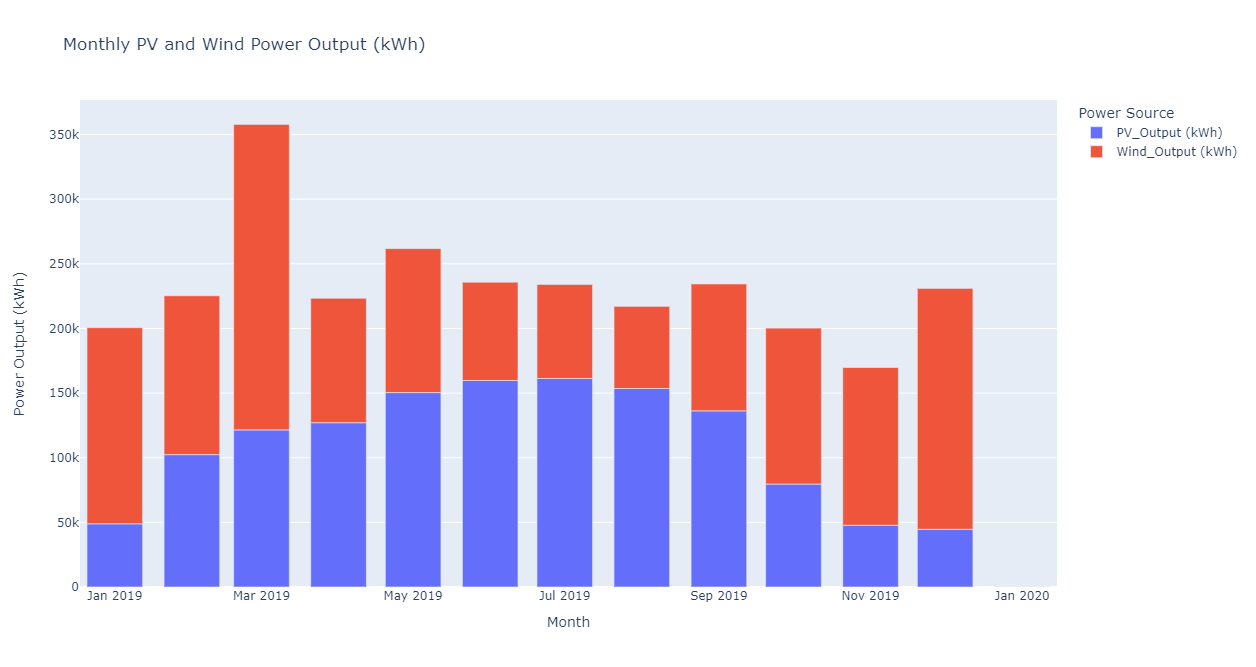 Monthly PV and Wind Power Output (kWh)
Power Source
PV_Output (kWh)
Wind_Output (kWh)
Power Output (kWh)
350k
300k
250k
200k
150k
100k
50k
0
Jan 2019 Mar 2019 May 2019 Jul 2019 Sep 2019 Nov 2019 Jan 2020
Month